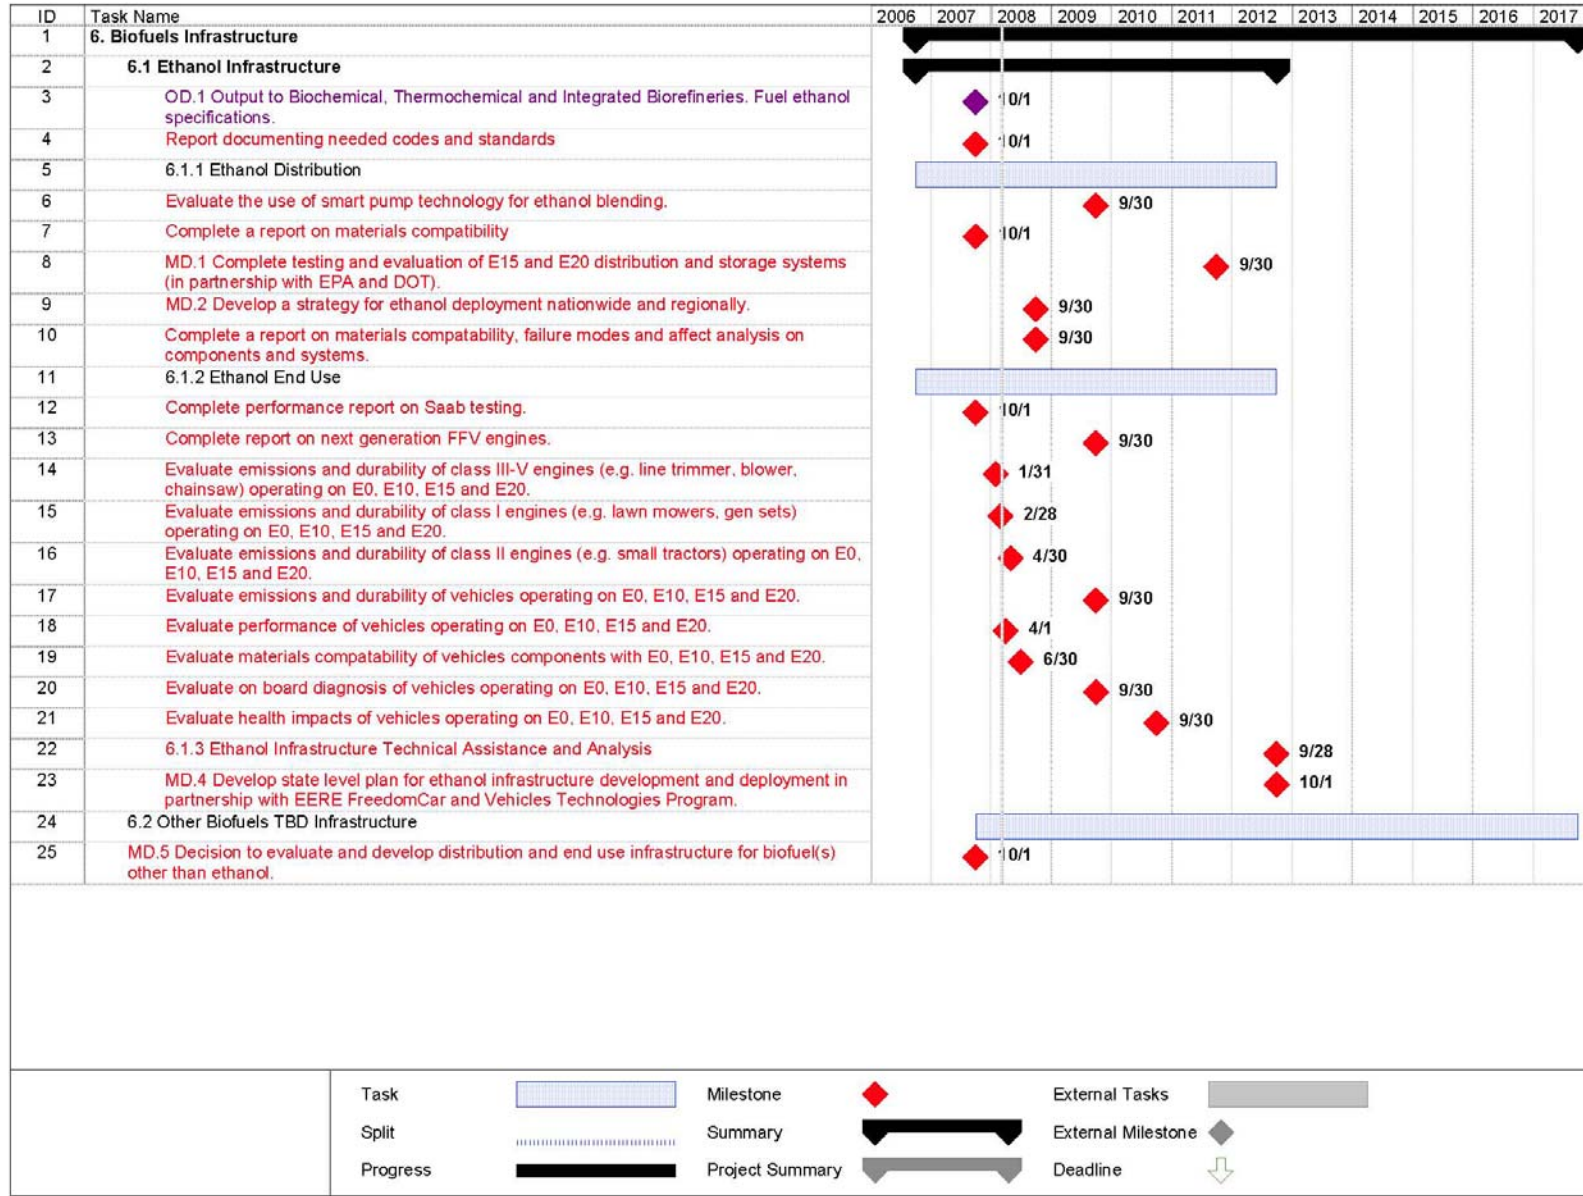 ID Task Name 2006 2007 2008 2009 2010 2011 2012 2013 2014 2015 2016 2017
1 6. Biofuels Infrastructure
2 6.1 Ethanol Infrastructure
3 OD.1 Output to Biochemical, Thermochemical and Integrated Biorefineries. Fuel ethanol 10/1
specifications.
4 Report documenting needed codes and standards 10/1
5 6.1.1 Ethanol Distribution
6 Evaluate the use of smart pump technology for ethanol blending. 9/30
7 Complete a report on materials compatibility 10/1
8 MD.1 Complete testing and evaluation of E15 and E20 distribution and storage systems 9/30
(in partnership with EPA and DOT).
9 MD.2 Develop a strategy for ethanol deployment nationwide and regionally. 9/30
10 Complete a report on materials compatability, failure modes and affect analysis on 9/30
components and systems.
11 6.1.2 Ethanol End Use
12 Complete performance report on Saab testing. 10/1
13 Complete report on next generation FFV engines. 9/30
14 Evaluate emissions and durability of class III-V engines (e.g. line trimmer, blower, 1/31
chainsaw) operating on E0, E10, E15 and E20.
15 Evaluate emissions and durability of class I engines (e.g. lawn mowers, gen sets) 2/28
operating on E0, E10, E15 and E20.
16 Evaluate emissions and durability of class II engines (e.g. small tractors) operating on E0, 4/30
E10, E15 and E20.
17 Evaluate emissions and durability of vehicles operating on E0, E10, E15 and E20. 9/30
18 Evaluate performance of vehicles operating on E0, E10, E15 and E20. 4/1
19 Evaluate materials compatability of vehicles components with E0, E10, E15 and E20. 6/30
20 Evaluate on board diagnosis of vehicles operating on E0, E10, E15 and E20. 9/30
21 Evaluate health impacts of vehicles operating on E0, E10, E15 and E20. 9/30
22 6.1.3 Ethanol Infrastructure Technical Assistance and Analysis 9/28
23 MD.4 Develop state level plan for ethanol infrastructure development and deployment in 10/1
partnership with EERE FreedomCar and Vehicles Technologies Program.
24 6.2 Other Biofuels TBD Infrastructure
25 MD.5 Decision to evaluate and develop distribution and end use infrastructure for biofuel(s) 10/1
other than ethanol.
Task Milestone External Tasks
Split Summary External Milestone
Progress Project Summary Deadline